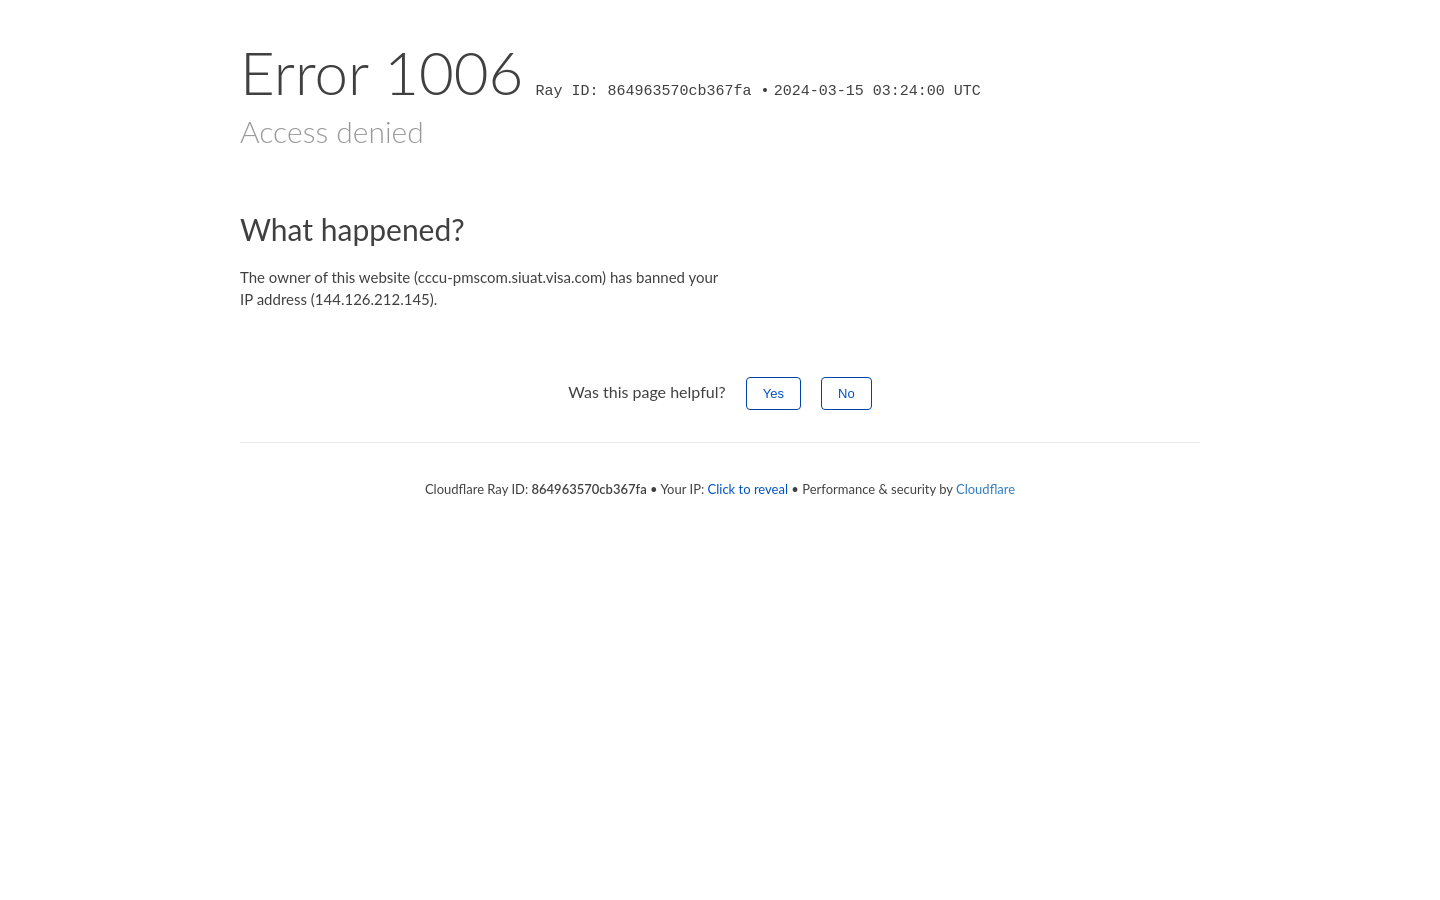 Error 1006 Ray ID: 864963570cb367fa • 2024-03-15 03:24:00 UTC
Access denied
What happened?
The owner of this website (cccu-pmscom.siuat.visa.com) has banned your
IP address (144.126.212.145).
Was this page helpful? Yes No
Cloudflare Ray ID: 864963570cb367fa • Your IP: Click to reveal • Performance & security by Cloudflare